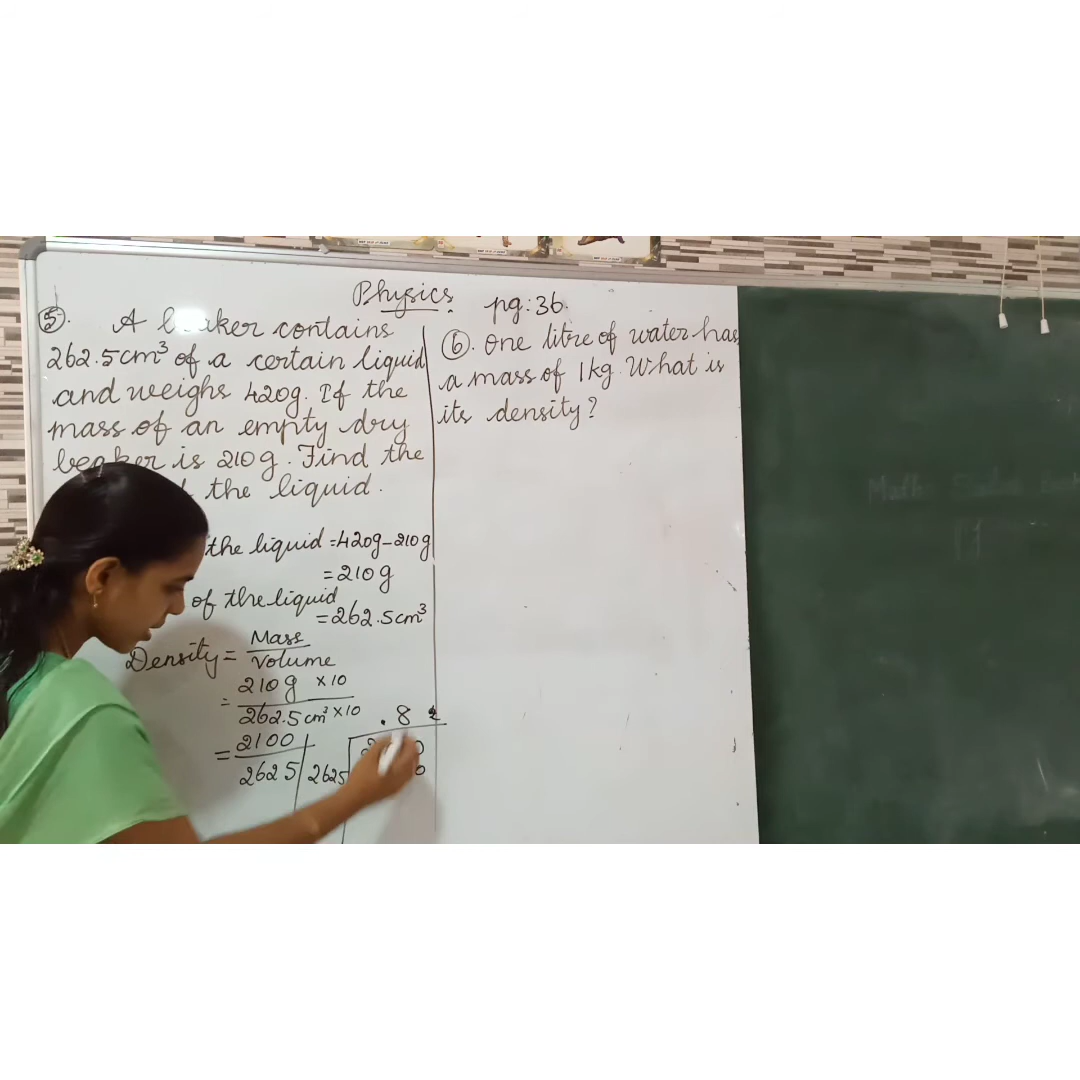 Physics. pg:36.
5. A b aker contains
262.5cm³ of a certain liquid
and weighs 420g. If the
mass of an empty dry
beaker is 210g. Find the
the liquid.
the liquid =420g-210g
=210g
of the liquid
=262.5cm³
Density = Mass
Volume
= 210g ×10
262.5cm³×10
= 2100
2625
.8
2625
6. One litre of water has
a mass of 1kg. What is
its density?